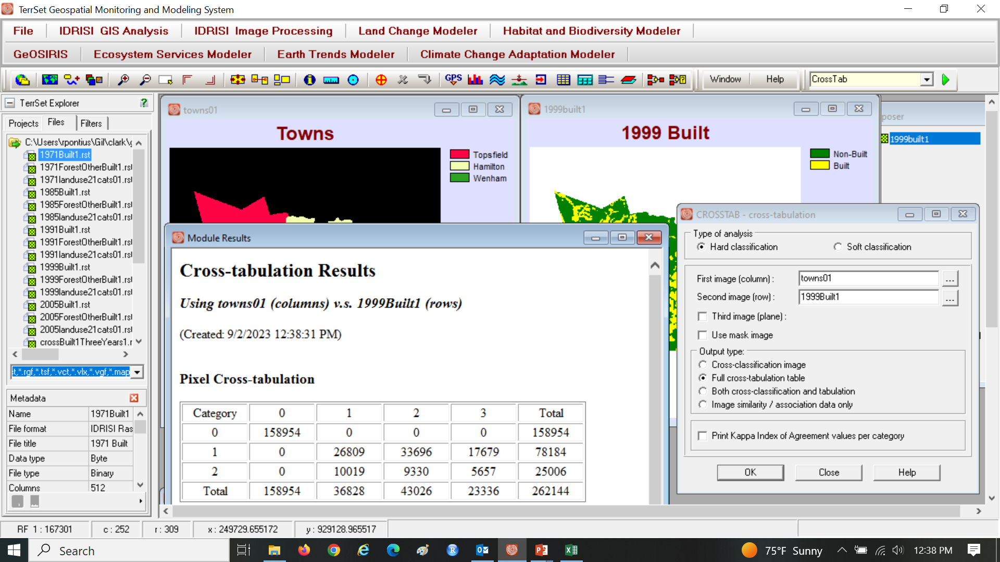 TerrSet Geospatial Monitoring and Modeling System
File IDRISI GIS Analysis IDRISI Image Processing Land Change Modeler Habitat and Biodiversity Modeler
GeOSIRIS Ecosystem Services Modeler Earth Trends Modeler Climate Change Adaptation Modeler
GPS Window Help CrossTab
TerrSet Explorer ?
Projects Files Filters
C:\Users\rpontius\Gil\clark\
1971Built1.rst
1971ForestOtherBuilt1.rst
1971landuse21cats01.rst
1985Built1.rst
1985ForestOtherBuilt1.rst
1985landuse21cats01.rst
1991Built1.rst
1991ForestOtherBuilt1.rst
1991landuse21cats01.rst
1999Built1.rst
1999ForestOtherBuilt1.rst
1999landuse21cats01.rst
2005Built1.rst
2005ForestOtherBuilt1.rst
2005landuse21cats01.rst
crossBuilt1ThreeYears1.r
t,*.rgf,*.tsf,*.vct,*.vlx,*.vgf,*.map
Metadata
Name 1971Built1
File format IDRISI Ras
File title 1971 Built
Data type Byte
File type Binary
Columns 512
towns01
Towns
Topsfield
Hamilton
Wenham
1999built1
1999 Built
Non-Built
Built
poser
1999built1
Module Results
Cross-tabulation Results
Using towns01 (columns) v.s. 1999Built1 (rows)
(Created: 9/2/2023 12:38:31 PM)
Pixel Cross-tabulation
Category 0 1 2 3 Total
0 158954 0 0 0 158954
1 0 26809 33696 17679 78184
2 0 10019 9330 5657 25006
Total 158954 36828 43026 23336 262144
CROSSTAB - cross-tabulation
Type of analysis
Hard classification Soft classification
First image (column) : towns01 ...
Second image (row) : 1999Built1 ...
Third image (plane) :
Use mask image
Output type:
Cross-classification image
Full cross-tabulation table
Both cross-classification and tabulation
Image similarity / association data only
Print Kappa Index of Agreement values per category
OK Close Help
RF 1 : 167301 c : 252 r : 309 x : 249729.655172 y : 929128.965517
Search 75°F Sunny 12:38 PM